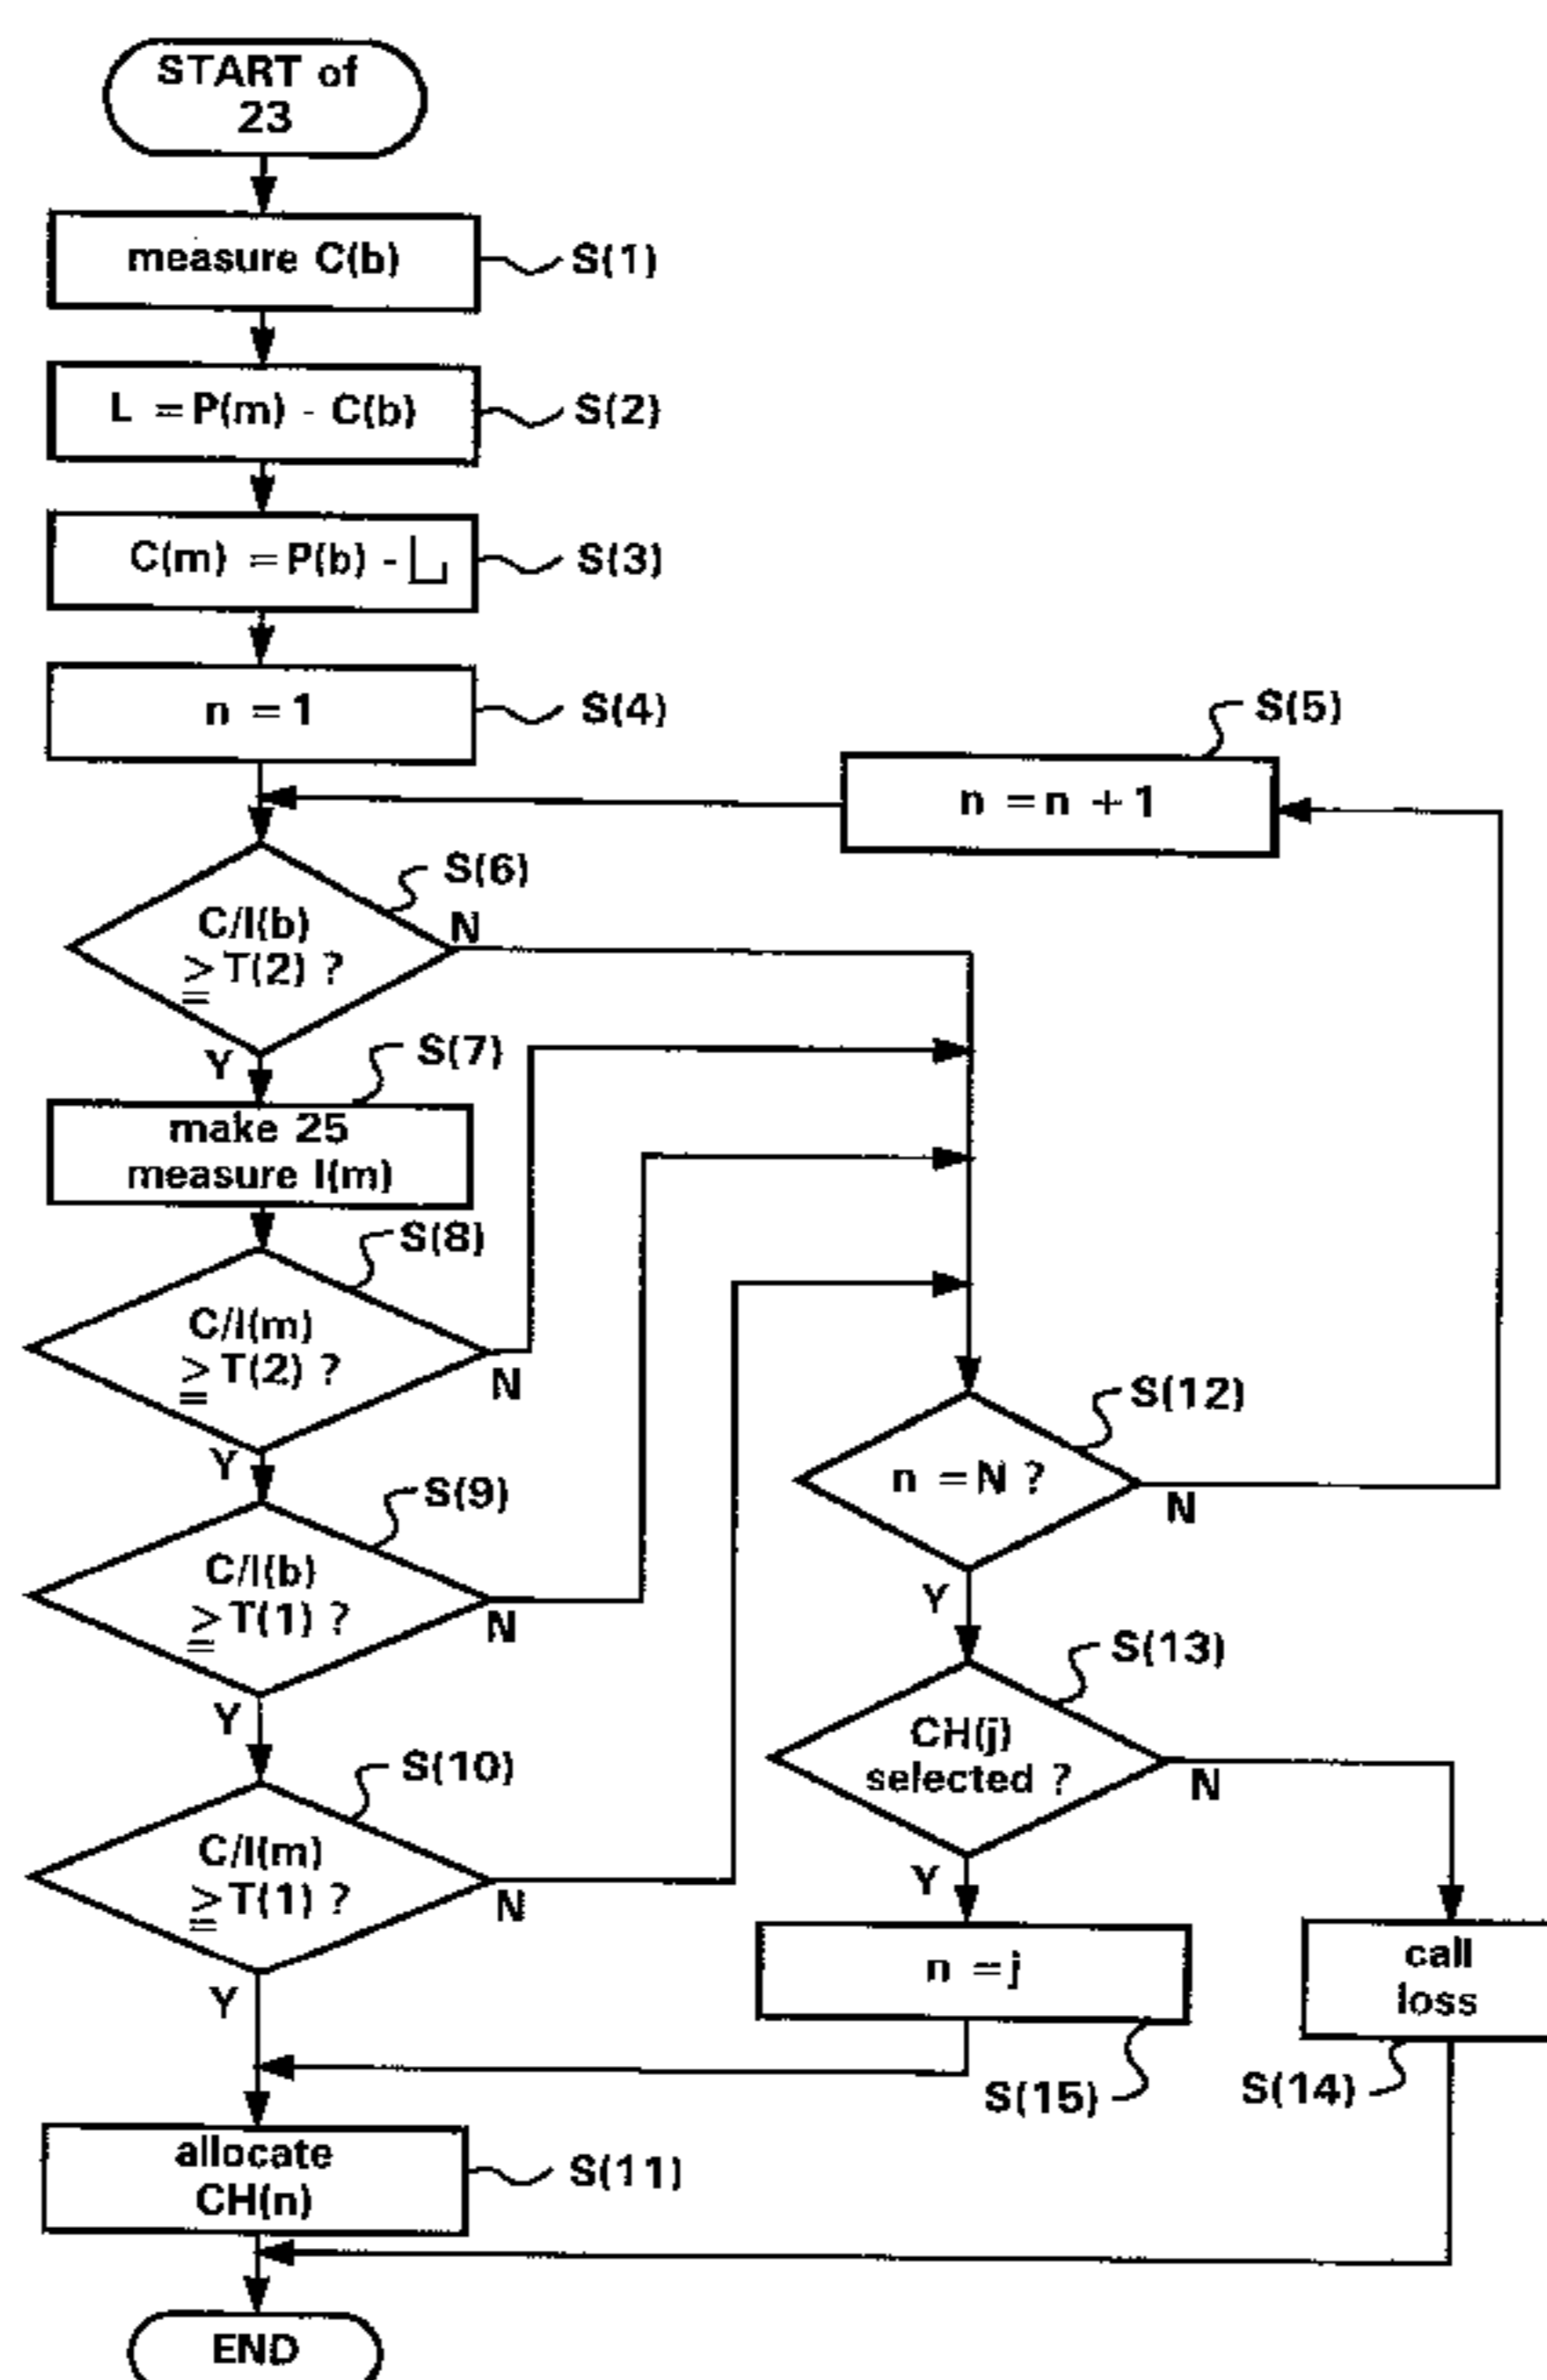 START of
23
measure C(b)
S(1)
L = P(m) - C(b)
S(2)
C(m) = P(b) - L
S(3)
n = 1
S(4)
S(5)
n = n + 1
S(6)
C/I(b)
≧ T(2) ?
N
Y
S(7)
make 25
measure I(m)
S(8)
C/I(m)
≧ T(2) ?
N
Y
S(9)
C/I(b)
≧ T(1) ?
N
Y
S(10)
C/I(m)
≧ T(1) ?
N
Y
S(12)
n = N ?
N
Y
S(13)
CH(j)
selected ?
N
Y
n = j
S(15)
call
loss
S(14)
allocate
CH(n)
S(11)
END